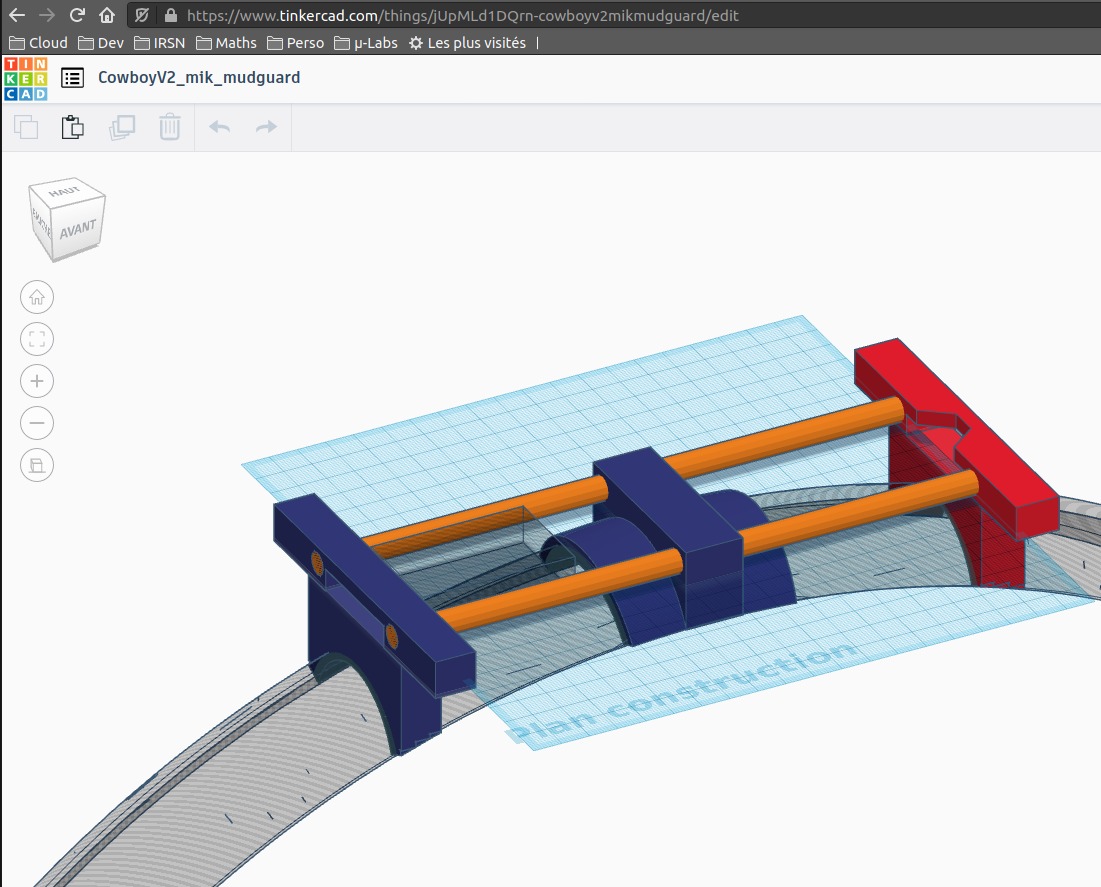 https://www.tinkercad.com/things/jUpMLd1DQrn-cowboyv2mikmudguard/edit
Cloud Dev IRSN Maths Perso µ-Labs Les plus visités
TIN
KER
CAD
CowboyV2_mik_mudguard
HAUT
GAUCHE
AVANT
plan construction